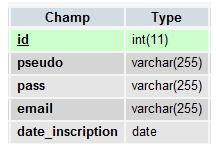 Champ Type
id int(11)
pseudo varchar(255)
pass varchar(255)
email varchar(255)
date_inscription date